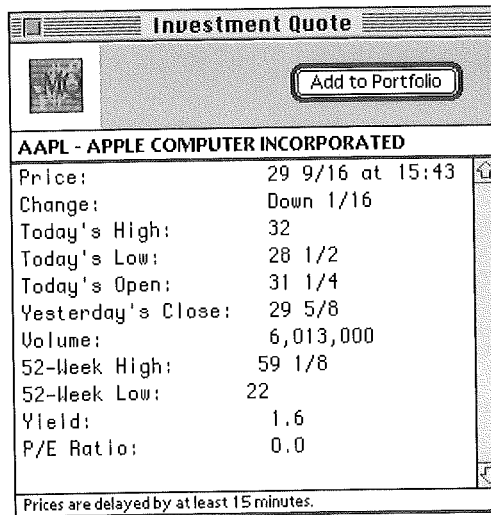 Investment Quote
Add to Portfolio
AAPL - APPLE COMPUTER INCORPORATED
Price: 29 9/16 at 15:43
Change: Down 1/16
Today's High: 32
Today's Low: 28 1/2
Today's Open: 31 1/4
Yesterday's Close: 29 5/8
Volume: 6,013,000
52-Week High: 59 1/8
52-Week Low: 22
Yield: 1.6
P/E Ratio: 0.0
Prices are delayed by at least 15 minutes.